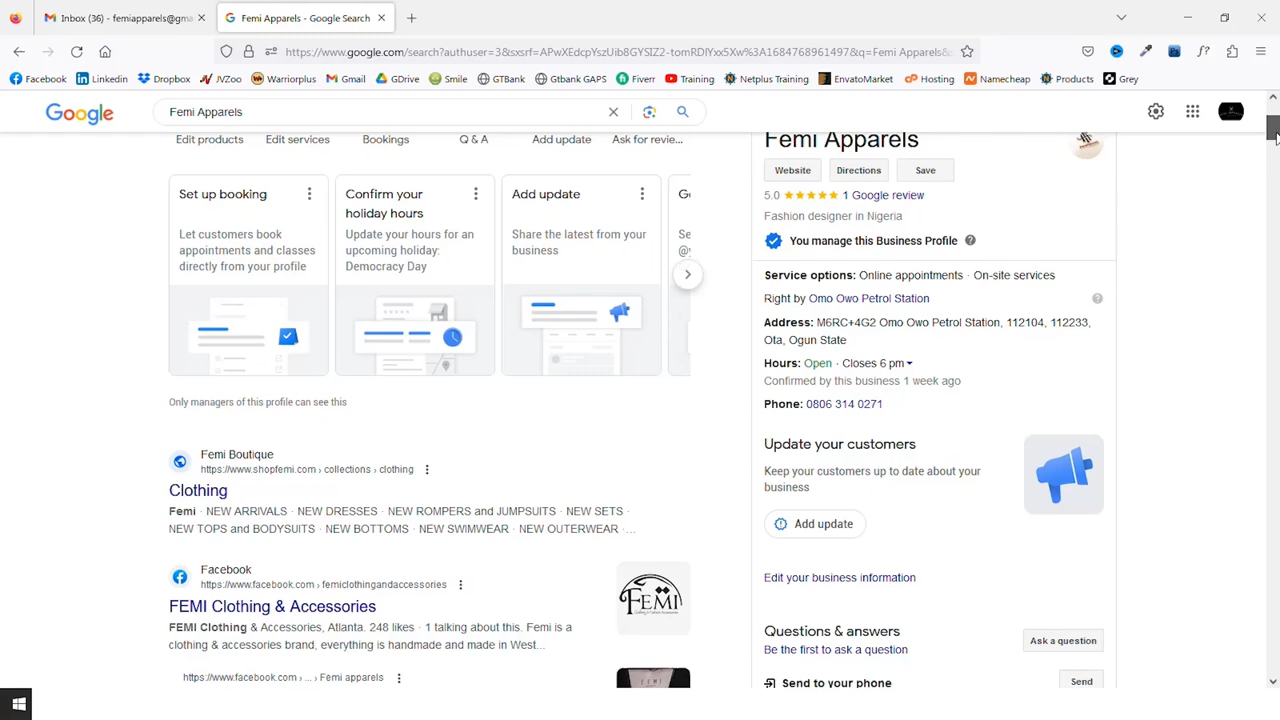 Inbox (36) - femiapparels@gma
Femi Apparels - Google Search
https://www.google.com/search?authuser=3&sxsrf=APwXEdcpYszUib8GYSIZ2-tomRDlYxx5Xw%3A1684768961497&q=Femi Apparels&
Facebook
Linkedin
Dropbox
JVZoo
Warriorplus
Gmail
GDrive
Smile
GTBank
Gtbank GAPS
Fiverr
Training
Netplus Training
EnvatoMarket
Hosting
Namecheap
Products
Grey
Google
Femi Apparels
Edit products
Edit services
Bookings
Q & A
Add update
Ask for revie...
Set up booking
Let customers book
appointments and classes
directly from your profile
Confirm your
holiday hours
Update your hours for an
upcoming holiday:
Democracy Day
Add update
Share the latest from your
business
Only managers of this profile can see this
Femi Boutique
https://www.shopfemi.com › collections › clothing
Clothing
Femi · NEW ARRIVALS · NEW DRESSES · NEW ROMPERS and JUMPSUITS · NEW SETS ·
NEW TOPS and BODYSUITS · NEW BOTTOMS · NEW SWIMWEAR · NEW OUTERWEAR · ...
Facebook
https://www.facebook.com › femiclothingandaccessories
FEMI Clothing & Accessories
FEMI Clothing & Accessories, Atlanta. 248 likes · 1 talking about this. Femi is a
clothing & accessories brand, everything is handmade and made in West...
FEMI
https://www.facebook.com › ... › Femi apparels
FEMI
Femi Apparels
Website
Directions
Save
5.0
1 Google review
Fashion designer in Nigeria
You manage this Business Profile
Service options: Online appointments · On-site services
Right by Omo Owo Petrol Station
Address: M6RC+4G2 Omo Owo Petrol Station, 112104, 112233,
Ota, Ogun State
Hours: Open · Closes 6 pm
Confirmed by this business 1 week ago
Phone: 0806 314 0271
Update your customers
Keep your customers up to date about your
business
Add update
Edit your business information
Questions & answers
Be the first to ask a question
Ask a question
Send to your phone
Send